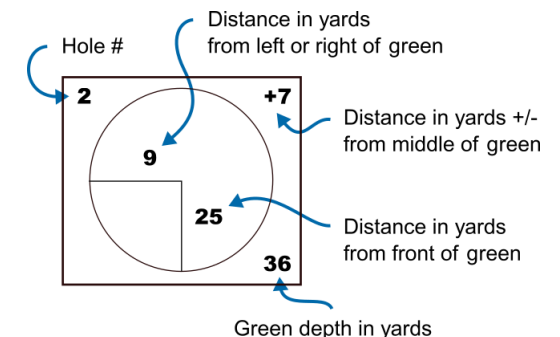 Distance in yards
from left or right of green
Hole #
2
+7
Distance in yards +/-
from middle of green
9
25
Distance in yards
from front of green
36
Green depth in yards